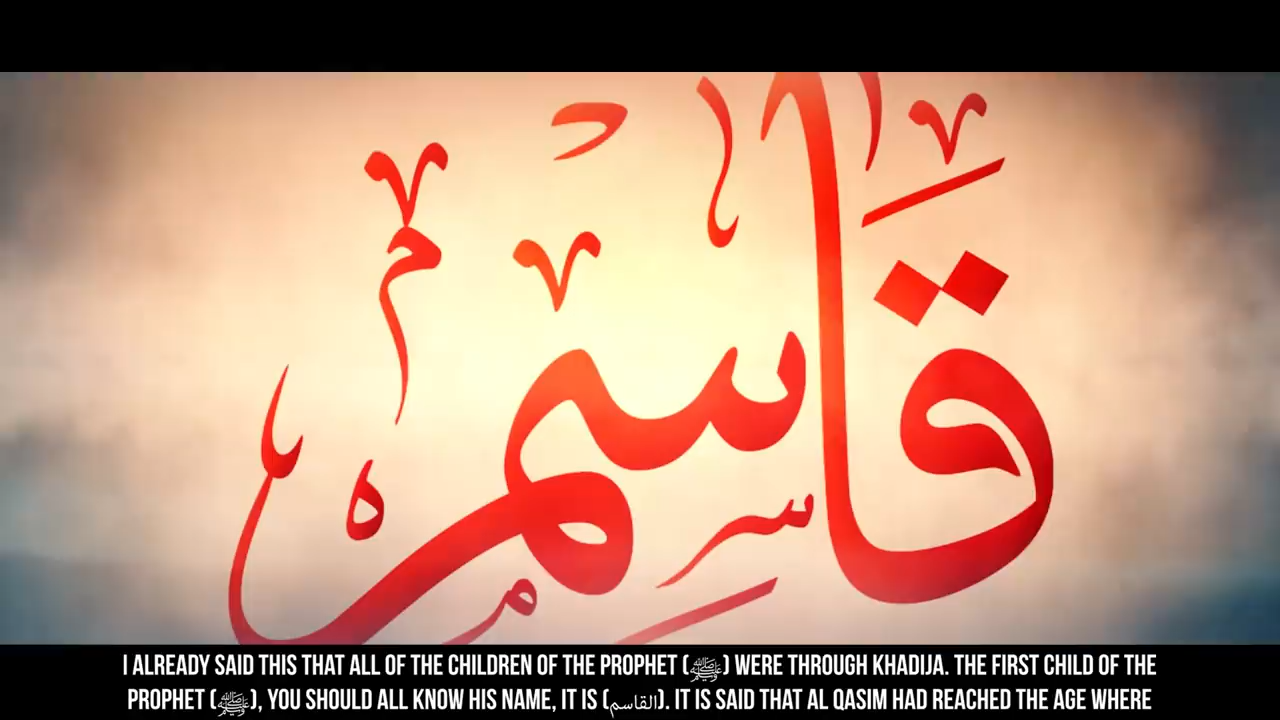 قَاسِم
I ALREADY SAID THIS THAT ALL OF THE CHILDREN OF THE PROPHET (ﷺ) WERE THROUGH KHADIJA. THE FIRST CHILD OF THE
PROPHET (ﷺ), YOU SHOULD ALL KNOW HIS NAME, IT IS (القاسم). IT IS SAID THAT AL QASIM HAD REACHED THE AGE WHERE